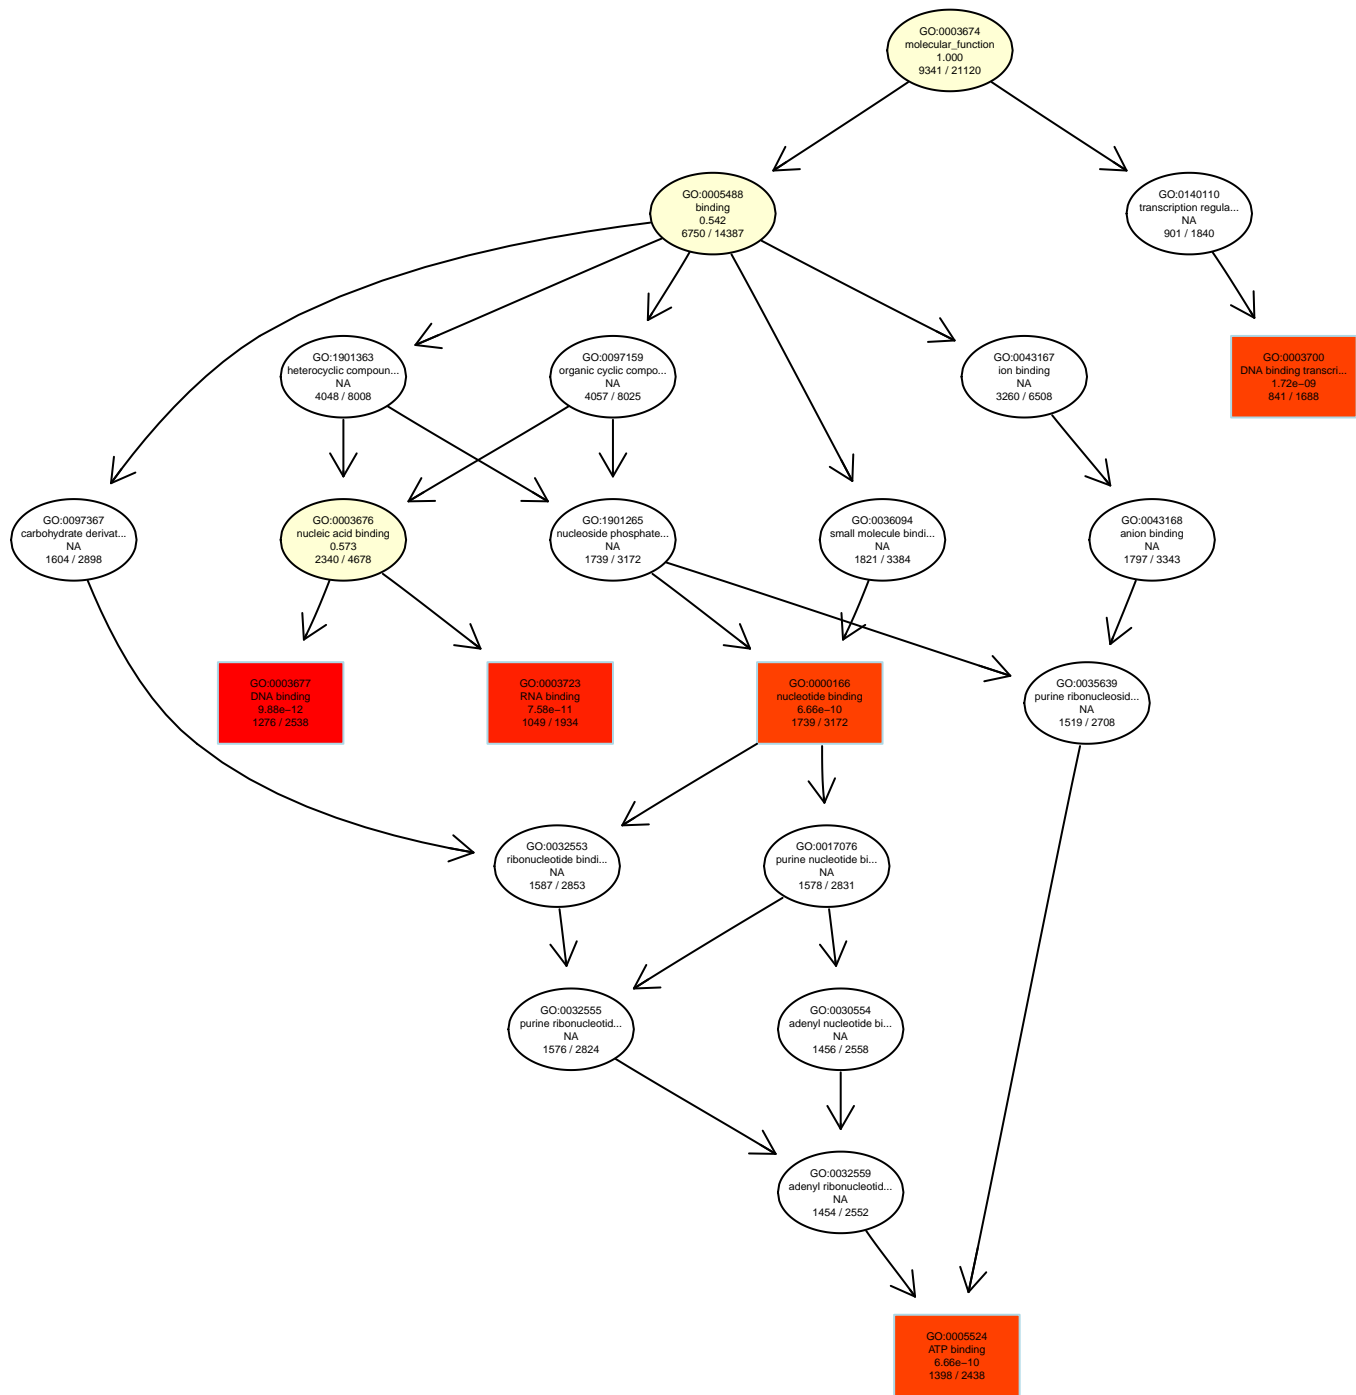 GO:0003674
molecular_function
1.000
9341 / 21120
GO:0005488
binding
0.542
6750 / 14387
GO:0140110
transcription regula...
NA
901 / 1840
GO:1901363
heterocyclic compoun...
NA
4048 / 8008
GO:0097159
organic cyclic compo...
NA
4057 / 8025
GO:0043167
ion binding
NA
3260 / 6508
GO:0003700
DNA binding transcri...
1.72e−09
841 / 1688
GO:0097367
carbohydrate derivat...
NA
1604 / 2898
GO:0003676
nucleic acid binding
0.573
2340 / 4678
GO:1901265
nucleoside phosphate...
NA
1739 / 3172
GO:0036094
small molecule bindi...
NA
1821 / 3384
GO:0043168
anion binding
NA
1797 / 3343
GO:0003677
DNA binding
9.88e−12
1276 / 2538
GO:0003723
RNA binding
7.58e−11
1049 / 1934
GO:0000166
nucleotide binding
6.66e−10
1739 / 3172
GO:0035639
purine ribonucleosid...
NA
1519 / 2708
GO:0032553
ribonucleotide bindi...
NA
1587 / 2853
GO:0017076
purine nucleotide bi...
NA
1578 / 2831
GO:0032555
purine ribonucleotid...
NA
1576 / 2824
GO:0030554
adenyl nucleotide bi...
NA
1456 / 2558
GO:0032559
adenyl ribonucleotid...
NA
1454 / 2552
GO:0005524
ATP binding
6.66e−10
1398 / 2438